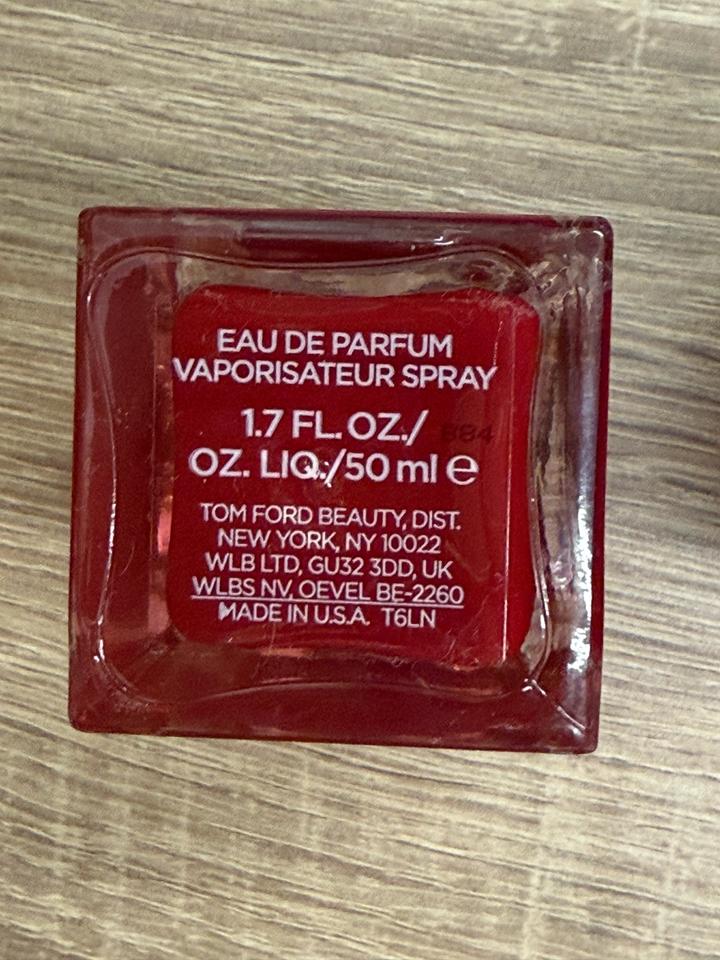 EAU DE PARFUM
VAPORISATEUR SPRAY
1.7 FL. OZ./
OZ. LIQ./50 ml ℮
TOM FORD BEAUTY, DIST.
NEW YORK, NY 10022
WLB LTD, GU32 3DD, UK
WLBS NV, OEVEL BE-2260
MADE IN U.S.A. T6LN